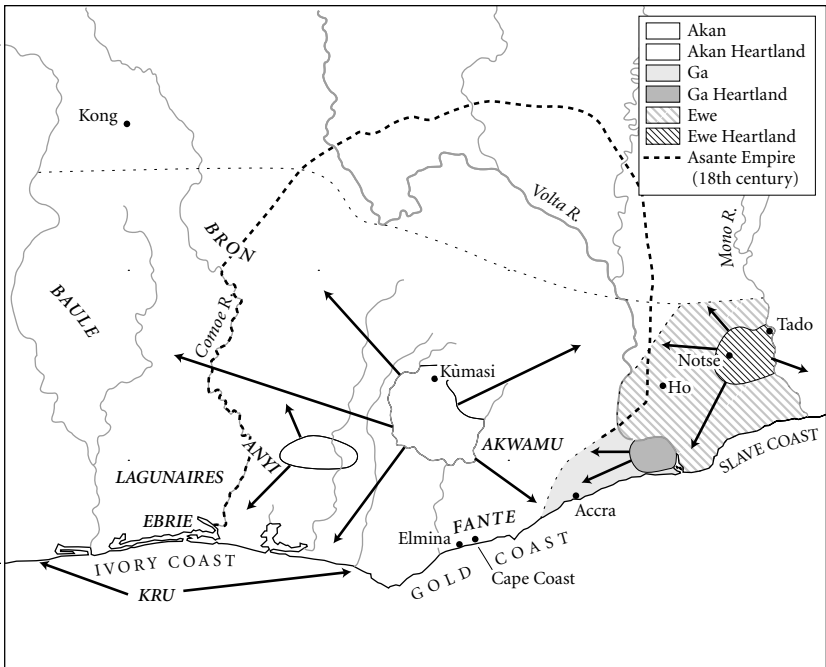 Akan
Akan Heartland
Ga
Ga Heartland
Ewe
Ewe Heartland
Asante Empire
(18th century)
Kong
Volta R.
Mono R.
BRON
BAULE
Comoe R.
Tado
Notse
Kumasi
Ho
AKWAMU
ANYI
SLAVE COAST
LAGUNAIRES
Accra
EBRIE
FANTE
Elmina
IVORY COAST
GOLD COAST
Cape Coast
KRU